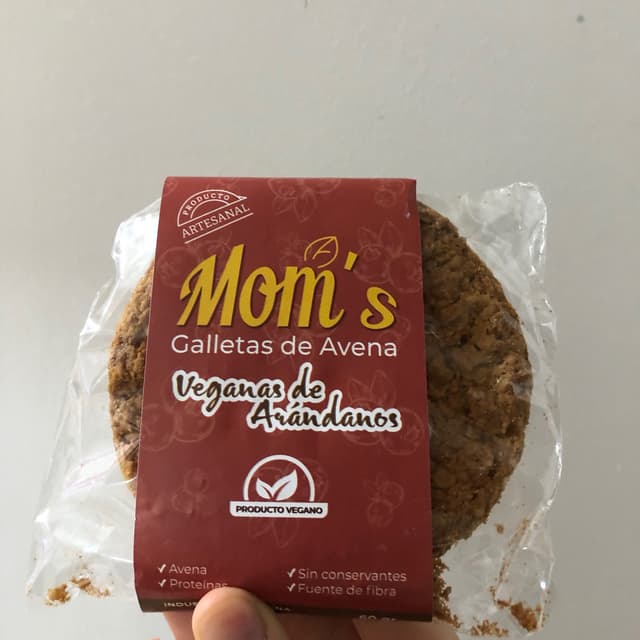 PRODUCTO
ARTESANAL
Mom's
Galletas de Avena
Veganas de
Arándanos
PRODUCTO VEGANO
✓ Avena
✓ Proteínas
✓ Sin conservantes
✓ Fuente de fibra